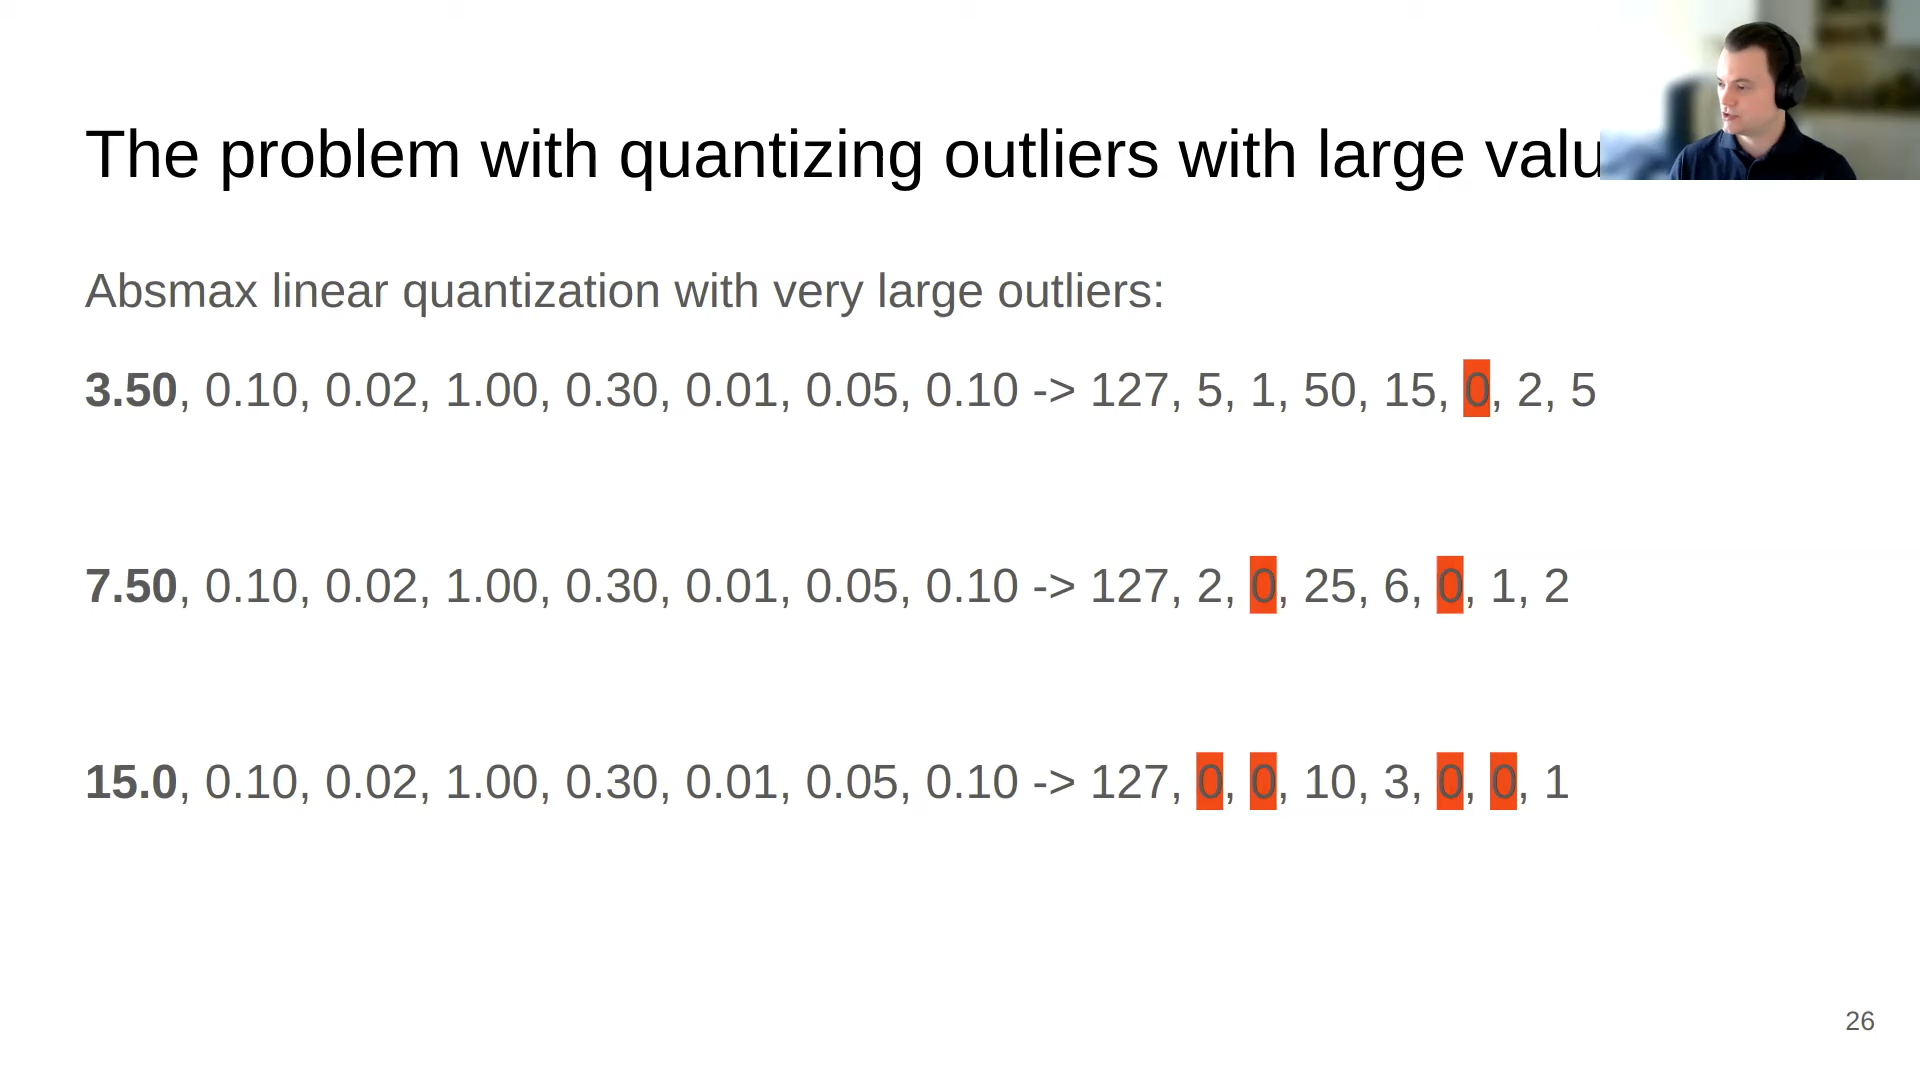 The problem with quantizing outliers with large
Absmax linear quantization with very large outliers:
3.50, 0.10, 0.02, 1.00, 0.30, 0.01, 0.05, 0.10 -> 127, 5, 1, 50, 15, 0, 2, 5
7.50, 0.10, 0.02, 1.00, 0.30, 0.01, 0.05, 0.10 -> 127, 2, 0, 25, 6, 0, 1, 2
15.0, 0.10, 0.02, 1.00, 0.30, 0.01, 0.05, 0.10 -> 127, 0, 0, 10, 3, 0, 0, 1
26